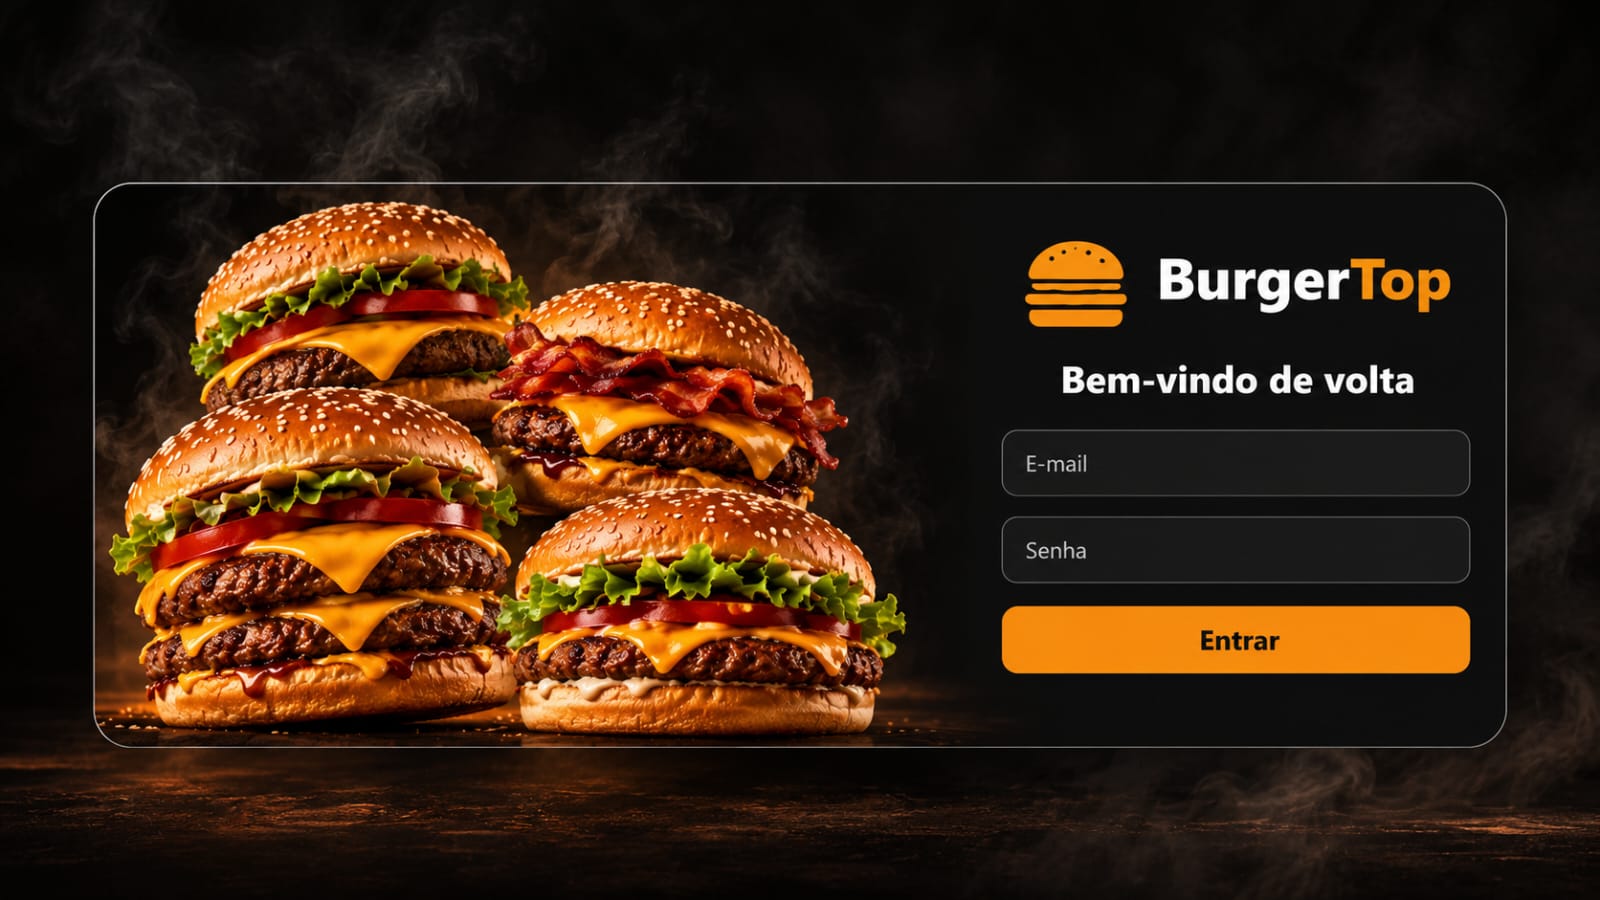 BurgerTop
Bem-vindo de volta
E-mail
Senha
Entrar